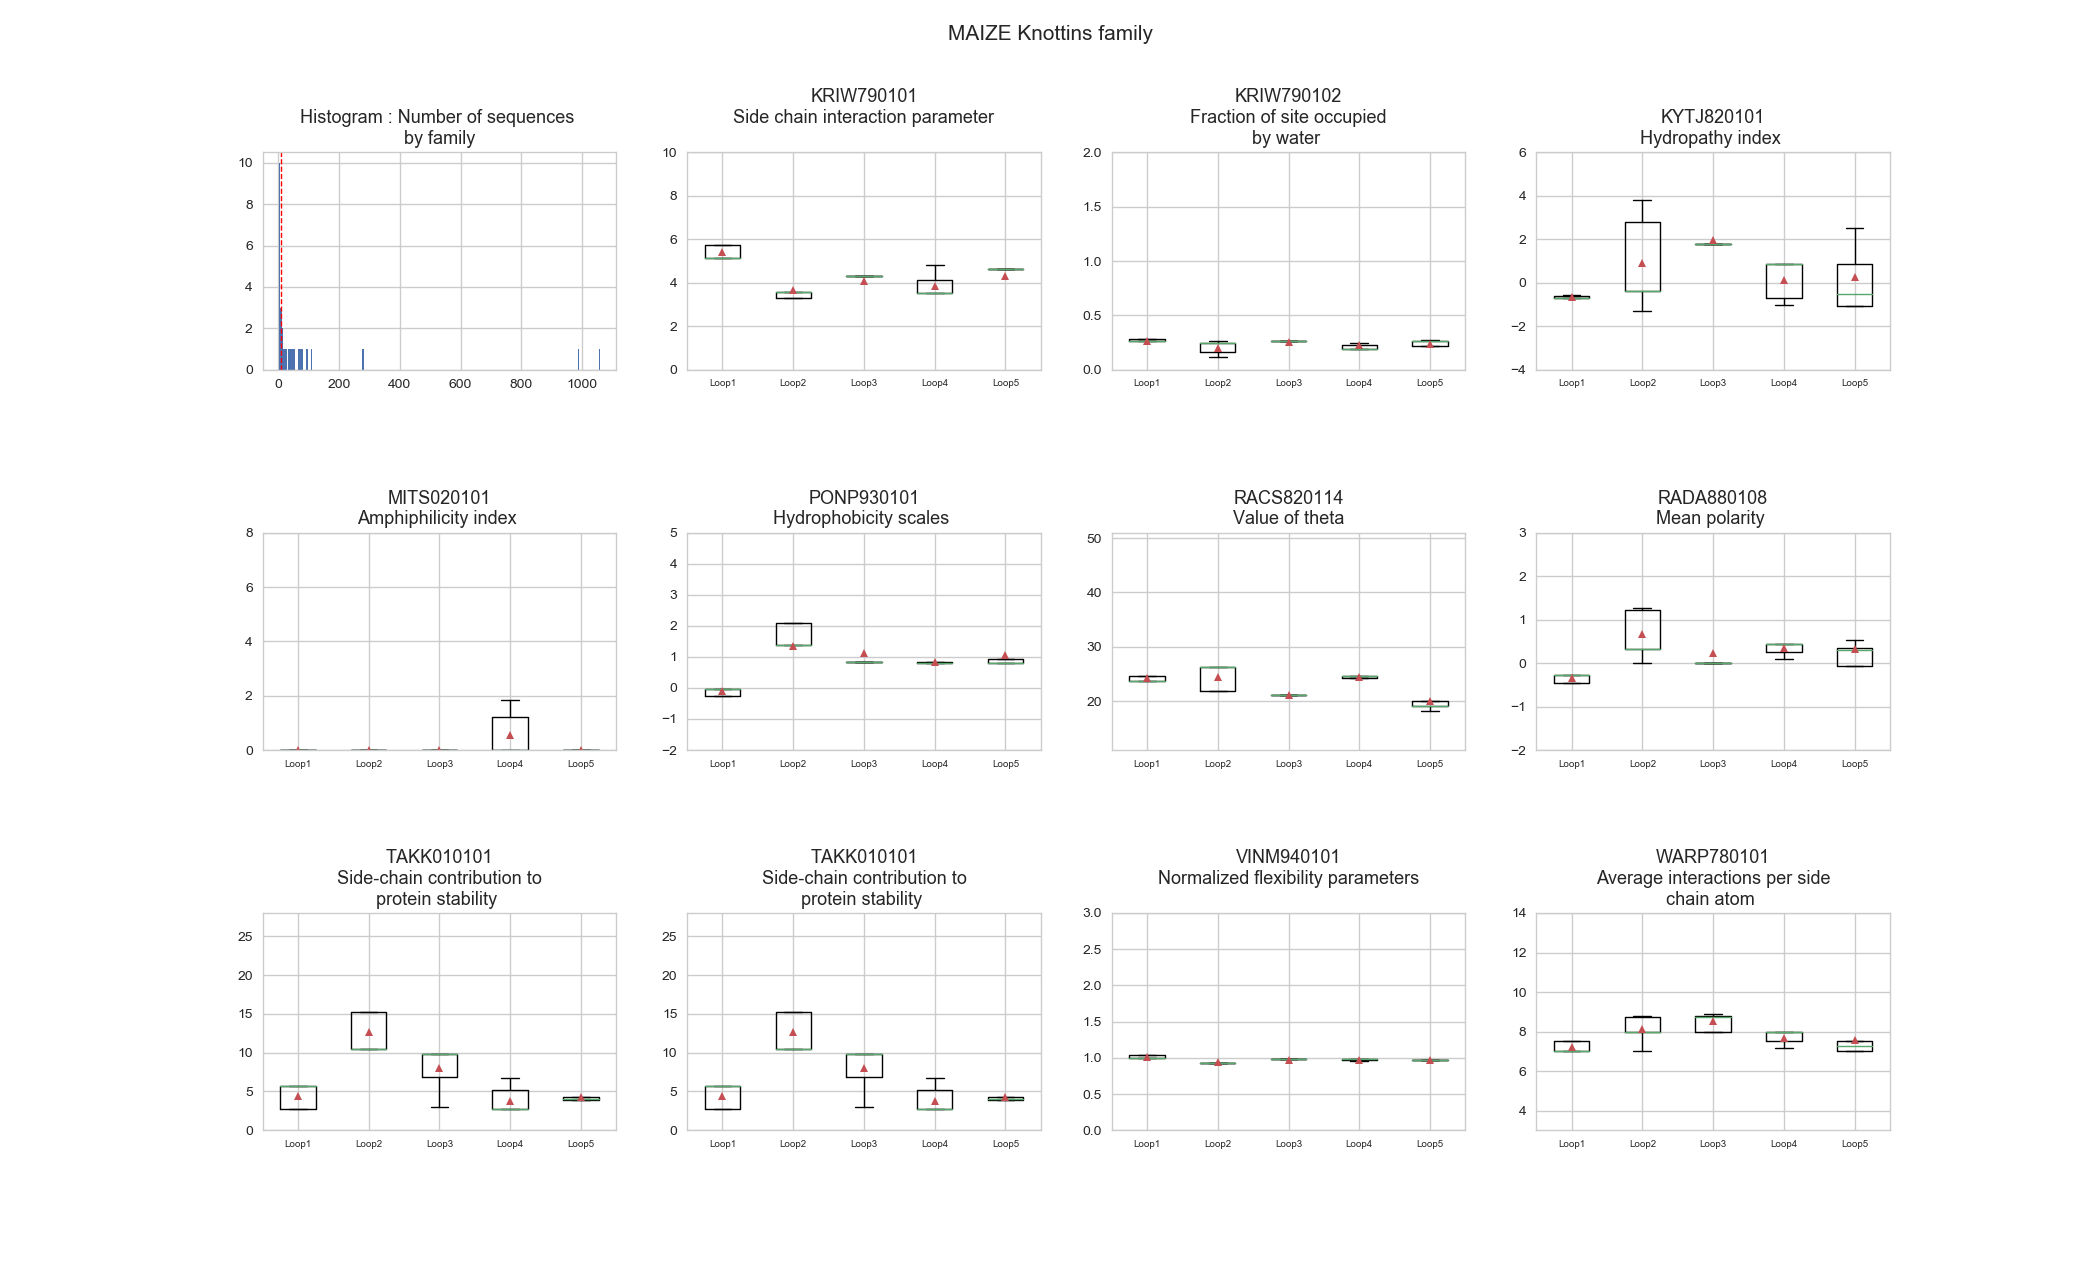 MAIZE Knottins family
Histogram : Number of sequences
by family
10
8
6
4
2
0
0 200 400 600 800 1000
KRIW790101
Side chain interaction parameter
10
8
6
4
2
0
Loop1 Loop2 Loop3 Loop4 Loop5
KRIW790102
Fraction of site occupied
by water
2.0
1.5
1.0
0.5
0.0
Loop1 Loop2 Loop3 Loop4 Loop5
KYTJ820101
Hydropathy index
6
4
2
0
−2
−4
Loop1 Loop2 Loop3 Loop4 Loop5
MITS020101
Amphiphilicity index
8
6
4
2
0
Loop1 Loop2 Loop3 Loop4 Loop5
PONP930101
Hydrophobicity scales
5
4
3
2
1
0
−1
−2
Loop1 Loop2 Loop3 Loop4 Loop5
RACS820114
Value of theta
50
40
30
20
Loop1 Loop2 Loop3 Loop4 Loop5
RADA880108
Mean polarity
3
2
1
0
−1
−2
Loop1 Loop2 Loop3 Loop4 Loop5
TAKK010101
Side-chain contribution to
protein stability
25
20
15
10
5
0
Loop1 Loop2 Loop3 Loop4 Loop5
TAKK010101
Side-chain contribution to
protein stability
25
20
15
10
5
0
Loop1 Loop2 Loop3 Loop4 Loop5
VINM940101
Normalized flexibility parameters
3.0
2.5
2.0
1.5
1.0
0.5
0.0
Loop1 Loop2 Loop3 Loop4 Loop5
WARP780101
Average interactions per side
chain atom
14
12
10
8
6
4
Loop1 Loop2 Loop3 Loop4 Loop5